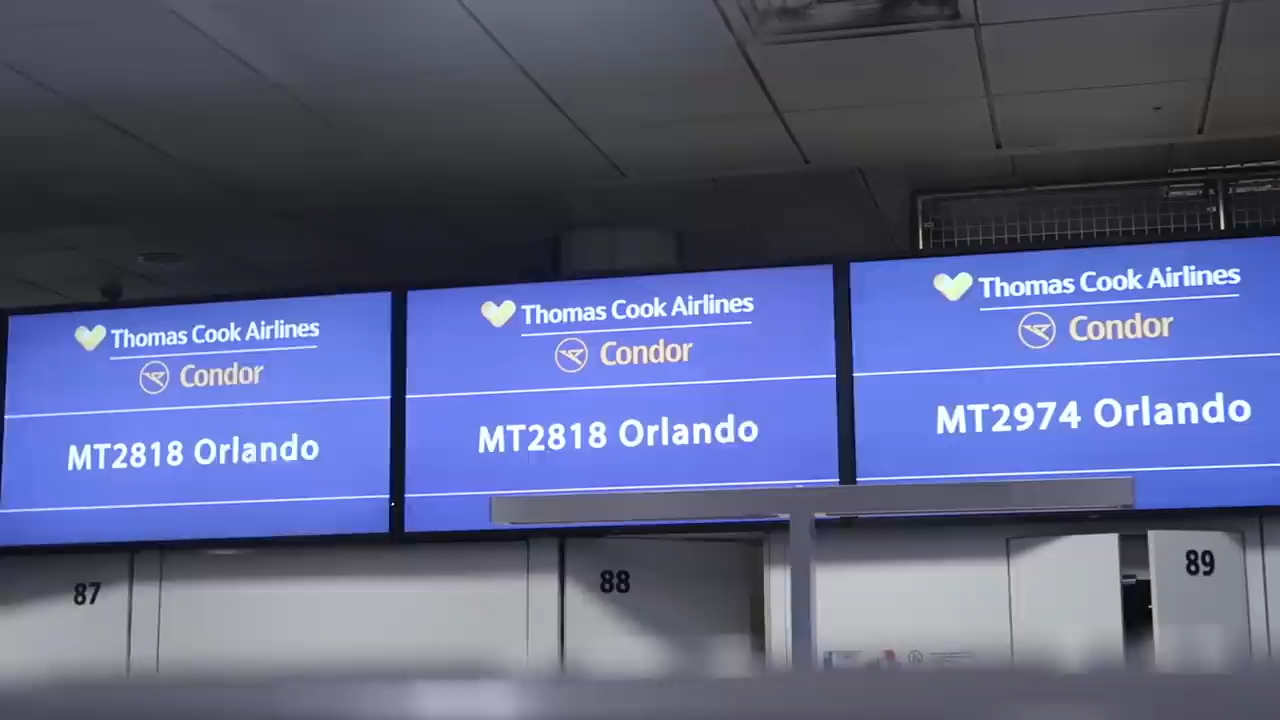 Thomas Cook Airlines
Condor
MT2818 Orlando
Thomas Cook Airlines
Condor
MT2818 Orlando
Thomas Cook Airlines
Condor
MT2974 Orlando
87
88
89